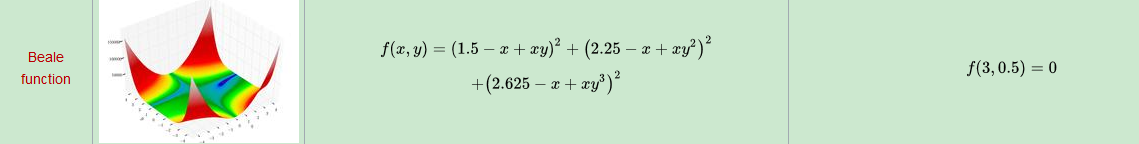 Beale
function
f(x, y) = (1.5 − x + xy)² + (2.25 − x + xy²)²
+(2.625 − x + xy³)²
f(3, 0.5) = 0